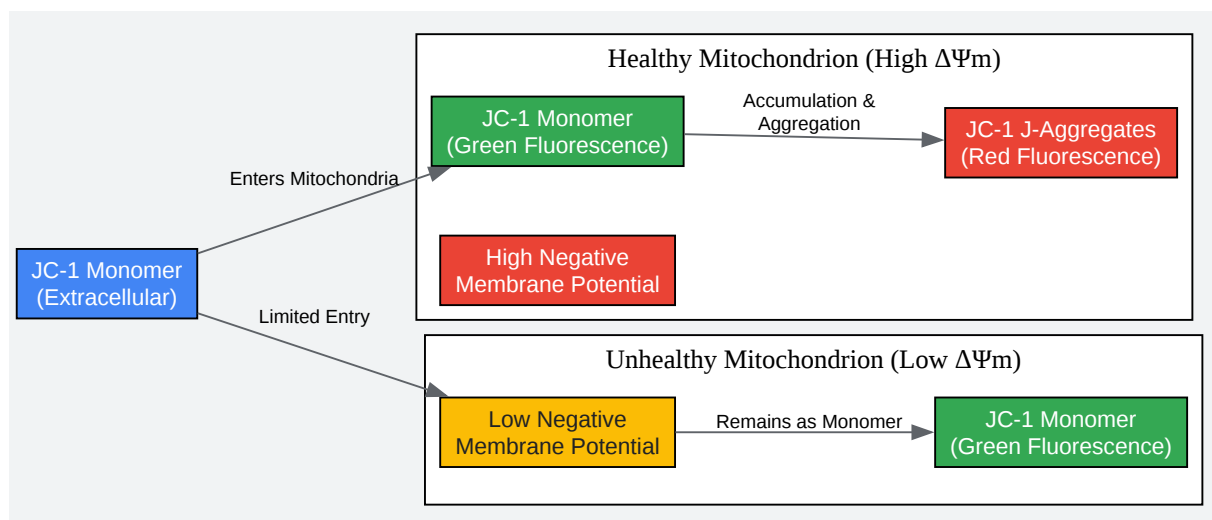 Healthy Mitochondrion (High ΔΨm)
JC-1 Monomer
(Green Fluorescence)
Accumulation &
Aggregation
JC-1 J-Aggregates
(Red Fluorescence)
Enters Mitochondria
High Negative
Membrane Potential
JC-1 Monomer
(Extracellular)
Limited Entry
Unhealthy Mitochondrion (Low ΔΨm)
Low Negative
Membrane Potential
Remains as Monomer
JC-1 Monomer
(Green Fluorescence)